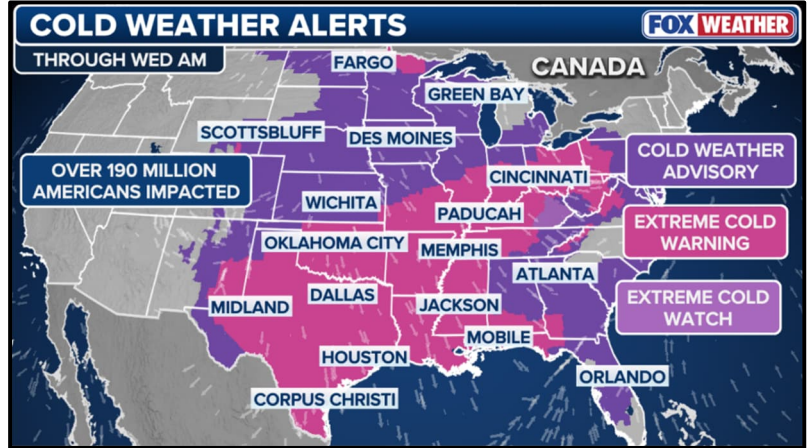 COLD WEATHER ALERTS
FOX WEATHER
THROUGH WED AM
FARGO
CANADA
GREEN BAY
SCOTTSBLUFF
DES MOINES
COLD WEATHER
ADVISORY
OVER 190 MILLION
AMERICANS IMPACTED
CINCINNATI
WICHITA
PADUCAH
EXTREME COLD
WARNING
OKLAHOMA CITY
MEMPHIS
ATLANTA
EXTREME COLD
WATCH
MIDLAND
DALLAS
JACKSON
MOBILE
HOUSTON
ORLANDO
CORPUS CHRISTI